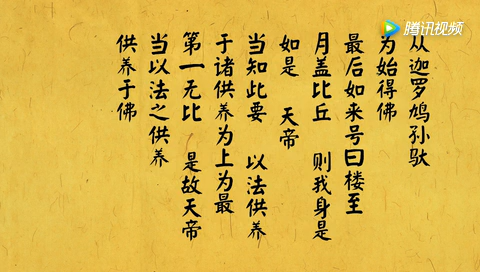 腾讯视频
从迦罗鸠孙驮
为始得佛
最后如来号曰楼至
月盖比丘 则我身是
如是 天帝
当知此要 以法供养
于诸供养为上为最
第一无比 是故天帝
当以法之供养
供养于佛